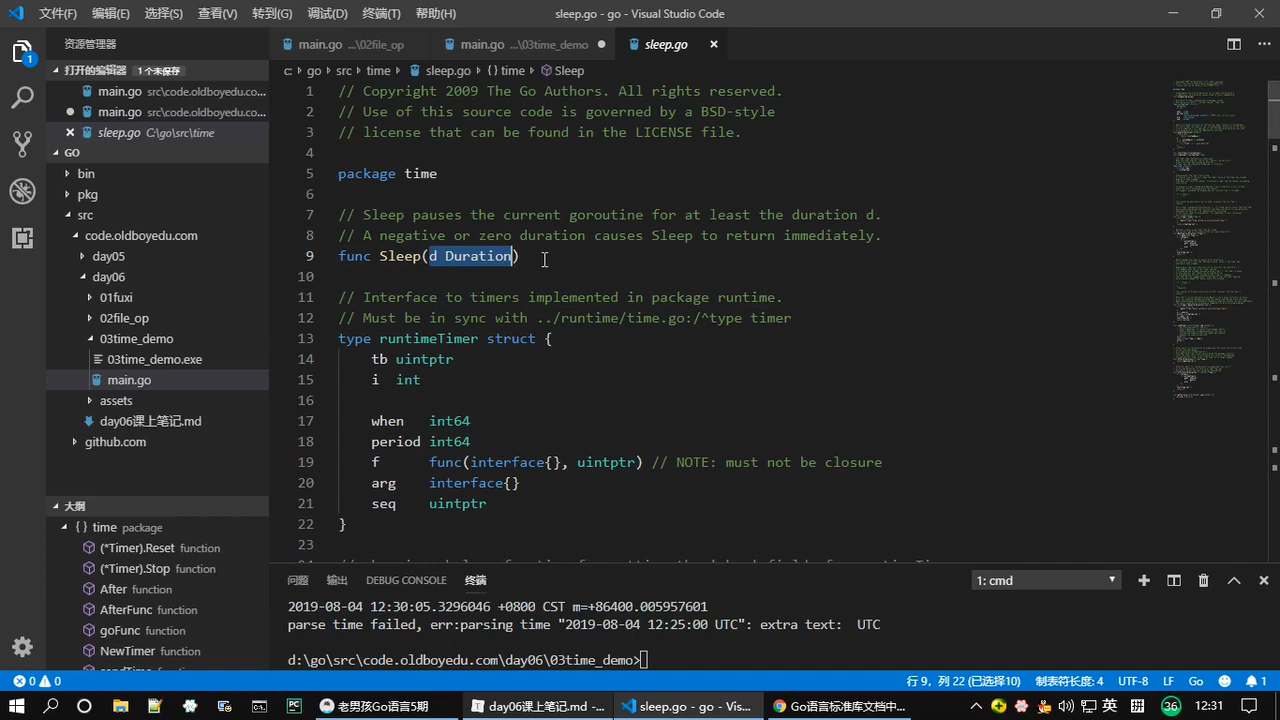 文件(F) 编辑(E) 选择(S) 查看(V) 转到(G) 调试(D) 终端(T) 帮助(H) sleep.go - go - Visual Studio Code
资源管理器 main.go ...\02file_op main.go ...\03time_demo sleep.go
打开的编辑器 1 个未保存
main.go src\code.oldboyedu.co...
main.go src\code.oldboyedu.co...
sleep.go C:\go\src\time
GO
bin
pkg
src
code.oldboyedu.com
day05
day06
01fuxi
02file_op
03time_demo
03time_demo.exe
main.go
assets
day06课上笔记.md
github.com
大纲
time package
(*Timer).Reset function
(*Timer).Stop function
After function
AfterFunc function
goFunc function
NewTimer function
c: › go › src › time › sleep.go › {} time › Sleep
1 // Copyright 2009 The Go Authors. All rights reserved.
2 // Use of this source code is governed by a BSD-style
3 // license that can be found in the LICENSE file.
4
5 package time
6
7 // Sleep pauses the current goroutine for at least the duration d.
8 // A negative or duration causes Sleep to return immediately.
9 func Sleep(d Duration)
10
11 // Interface to timers implemented in package runtime.
12 // Must be in sync with ../runtime/time.go:/^type timer
13 type runtimeTimer struct {
14 tb uintptr
15 i int
16
17 when int64
18 period int64
19 f func(interface{}, uintptr) // NOTE: must not be closure
20 arg interface{}
21 seq uintptr
22 }
23
问题 输出 DEBUG CONSOLE 终端 1: cmd
2019-08-04 12:30:05.3296046 +0800 CST m=+86400.005957601
parse time failed, err:parsing time "2019-08-04 12:25:00 UTC": extra text:  UTC
d:\go\src\code.oldboyedu.com\day06\03time_demo>
0 0 行 9，列 22 (已选择10) 制表符长度: 4 UTF-8 LF Go 1
老男孩Go语言5期 day06课上笔记.md -... sleep.go - go - Vis... Go语言标准库文档中... 英 拼 36 12:31